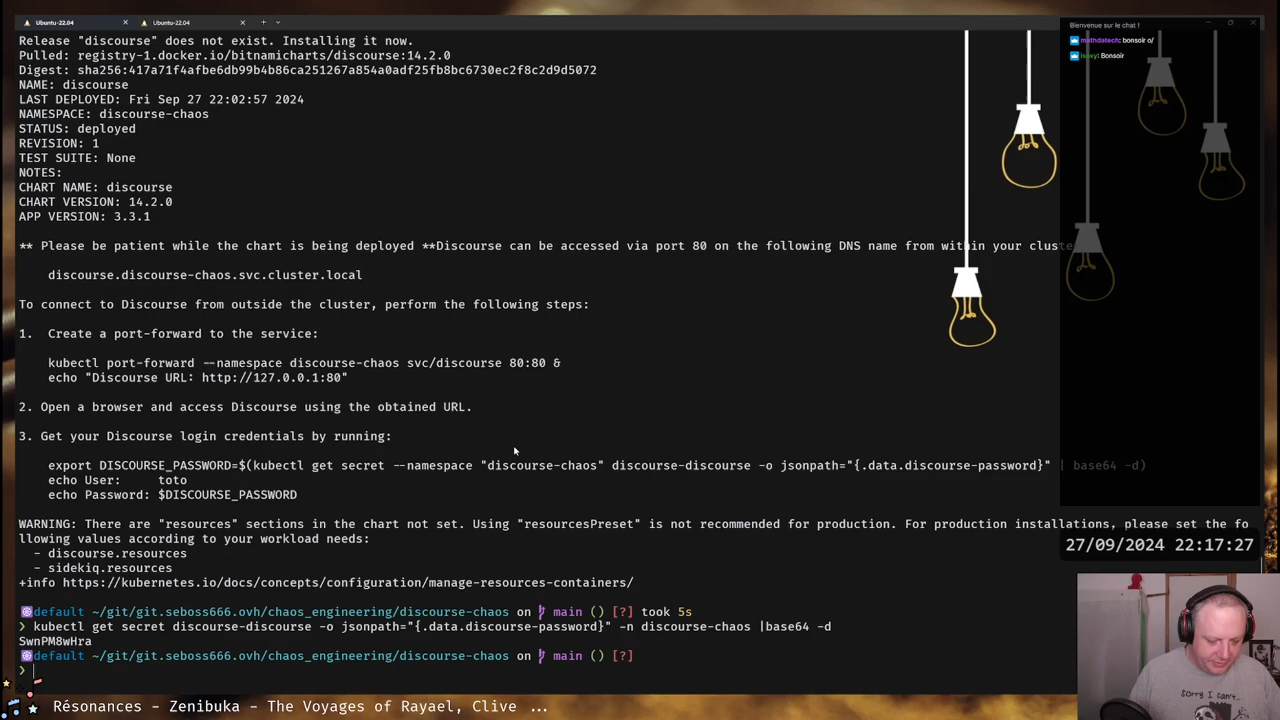 Ubuntu-22.04
Ubuntu-22.04
Release "discourse" does not exist. Installing it now.
Pulled: registry-1.docker.io/bitnamicharts/discourse:14.2.0
Digest: sha256:417a71f4afbe6db99b4b86ca251267a854a0adf25fb8bc6730ec2f8c2d9d5072
NAME: discourse
LAST DEPLOYED: Fri Sep 27 22:02:57 2024
NAMESPACE: discourse-chaos
STATUS: deployed
REVISION: 1
TEST SUITE: None
NOTES:
CHART NAME: discourse
CHART VERSION: 14.2.0
APP VERSION: 3.3.1
** Please be patient while the chart is being deployed **Discourse can be accessed via port 80 on the following DNS name from within your cluste
discourse.discourse-chaos.svc.cluster.local
To connect to Discourse from outside the cluster, perform the following steps:
1. Create a port-forward to the service:
kubectl port-forward --namespace discourse-chaos svc/discourse 80:80 &
echo "Discourse URL: http://127.0.0.1:80"
2. Open a browser and access Discourse using the obtained URL.
3. Get your Discourse login credentials by running:
export DISCOURSE_PASSWORD=$(kubectl get secret --namespace "discourse-chaos" discourse-discourse -o jsonpath="{.data.discourse-password}" | base64 -d)
echo User: toto
echo Password: $DISCOURSE_PASSWORD
WARNING: There are "resources" sections in the chart not set. Using "resourcesPreset" is not recommended for production. For production installations, please set the fo
llowing values according to your workload needs:
- discourse.resources
- sidekiq.resources
+info https://kubernetes.io/docs/concepts/configuration/manage-resources-containers/
default ~/git/git.seboss666.ovh/chaos_engineering/discourse-chaos on main () [?] took 5s
❯ kubectl get secret discourse-discourse -o jsonpath="{.data.discourse-password}" -n discourse-chaos |base64 -d
SwnPM8wHra
default ~/git/git.seboss666.ovh/chaos_engineering/discourse-chaos on main () [?]
❯
Bienvenue sur le chat !
mathdatech: bonsoir o/
isoxy: Bonsoir
27/09/2024 22:17:27
Sorry I can't...
Résonances - Zenibuka - The Voyages of Rayael, Clive ...